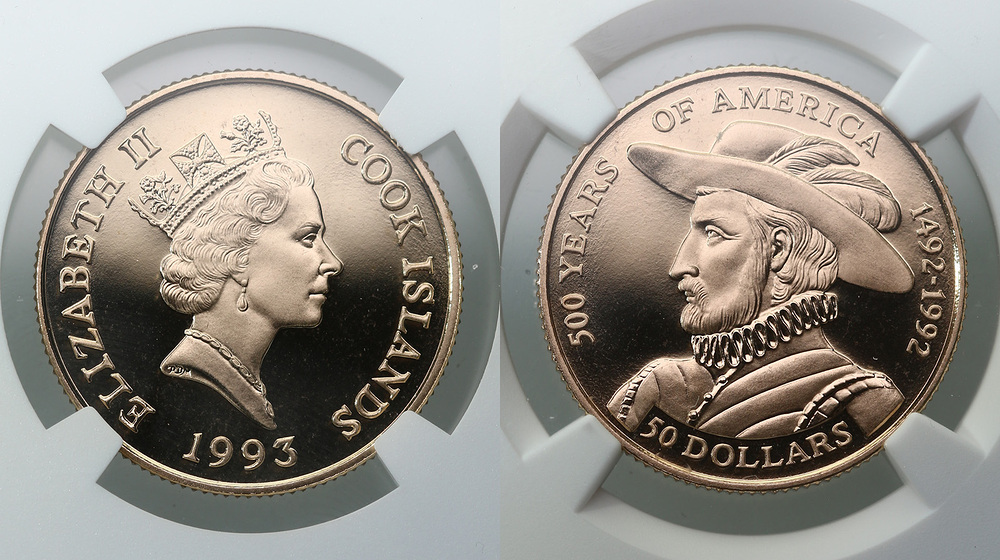 ELIZABETH II
COOK ISLANDS
1993
500 YEARS OF AMERICA
1492-1992
50 DOLLARS